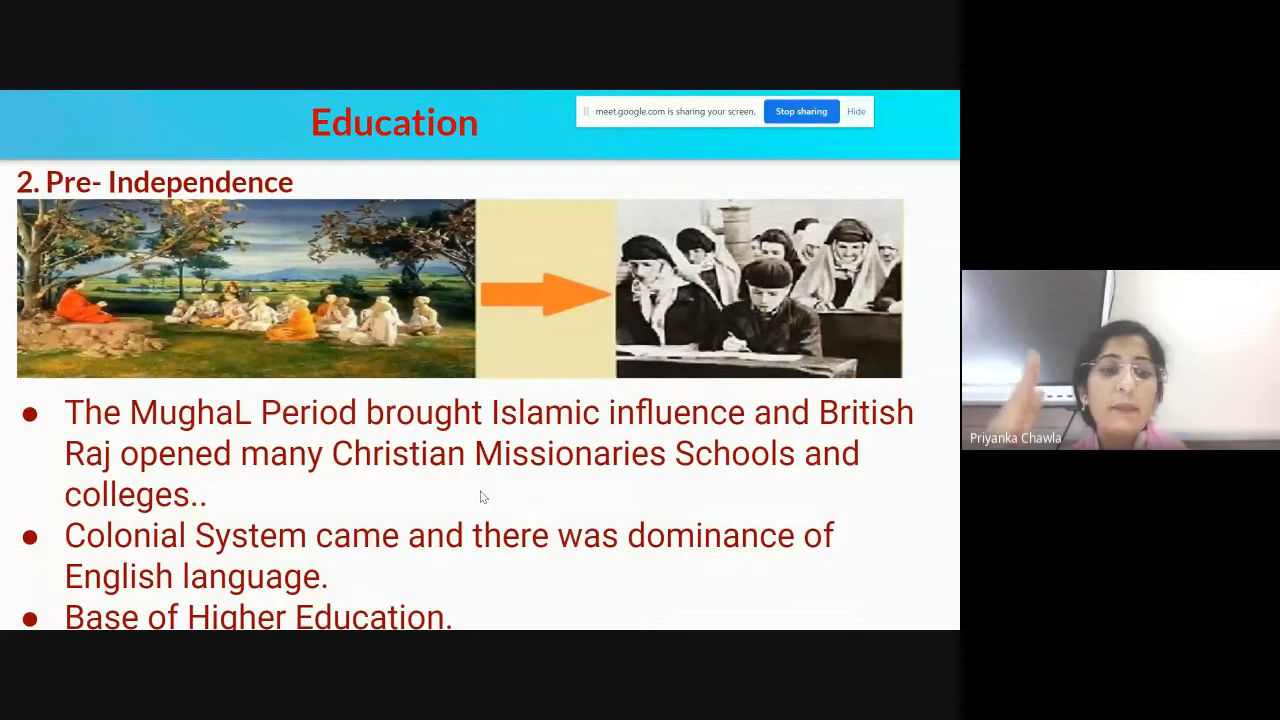 Education
meet.google.com is sharing your screen.
Stop sharing
Hide
2. Pre- Independence
● The MughaL Period brought Islamic influence and British
Raj opened many Christian Missionaries Schools and
colleges..
● Colonial System came and there was dominance of
English language.
● Base of Higher Education.
Priyanka Chawla